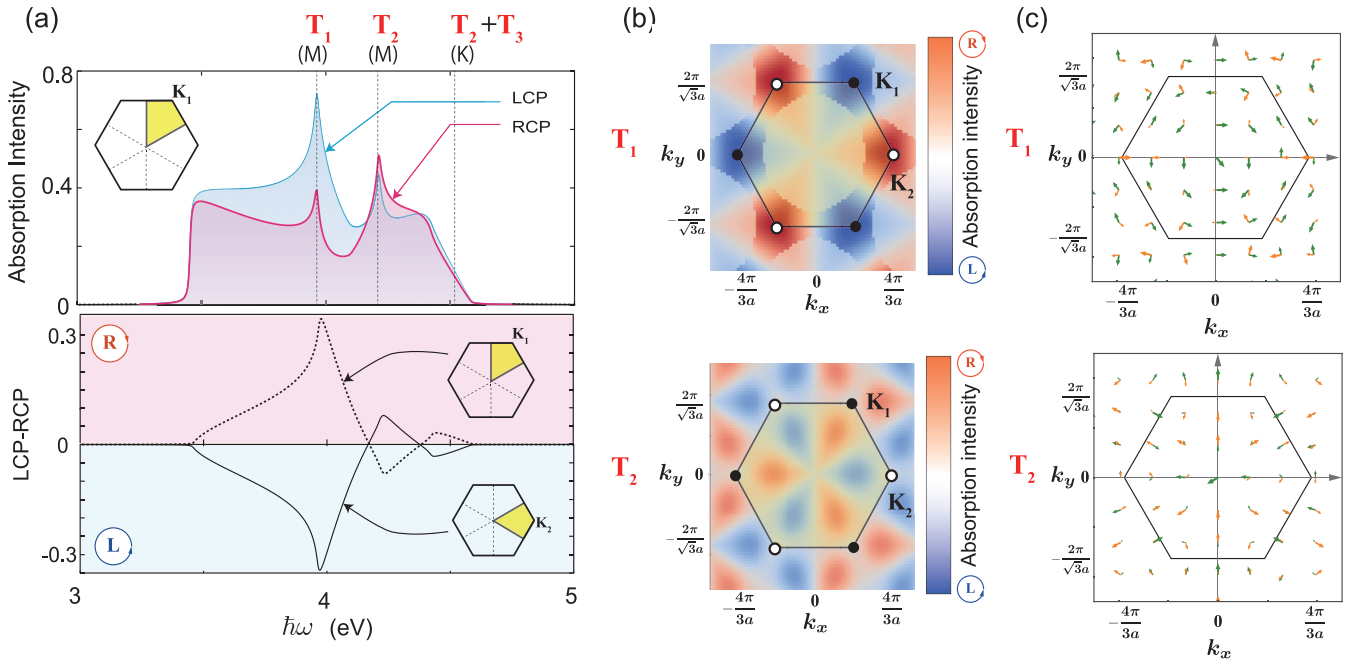 (a)
T1 T2 T2+T3
(M) (M) (K)
Absorption Intensity
0.8
0.4
0
K1
LCP
RCP
LCP-RCP
0.3
0
-0.3
R
L
K1
K2
3 4 5
ħω (eV)
(b)
T1
ky
2π/√3a
0
−2π/√3a
K1
K2
−4π/3a 0 4π/3a
kx
R
Absorption intensity
L
T2
ky
2π/√3a
0
−2π/√3a
K1
K2
−4π/3a 0 4π/3a
kx
R
Absorption intensity
L
(c)
T1
ky
2π/√3a
0
−2π/√3a
−4π/3a 0 4π/3a
kx
T2
ky
2π/√3a
0
−2π/√3a
−4π/3a 0 4π/3a
kx